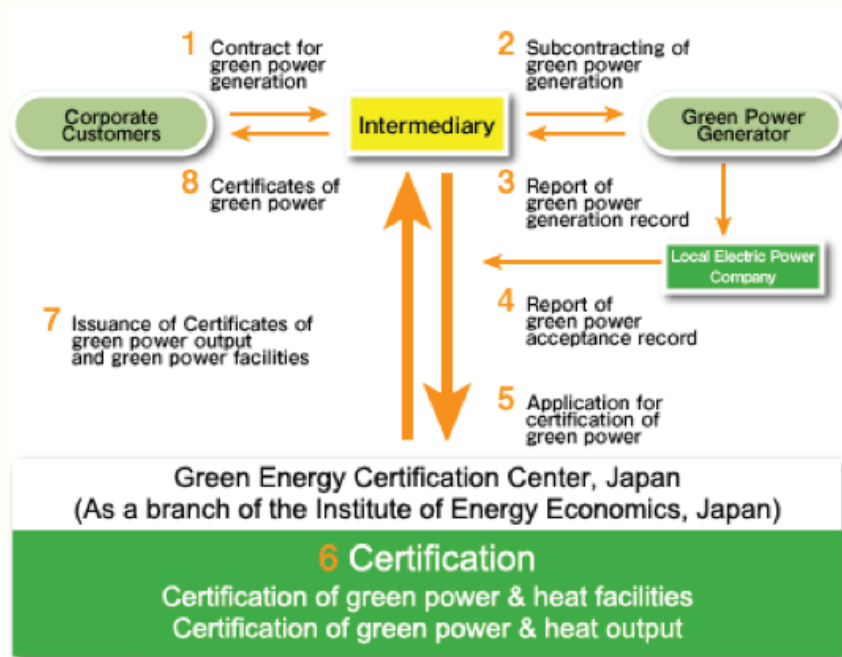 1 Contract for
green power
generation
2 Subcontracting of
green power
generation
Corporate
Customers
Intermediary
Green Power
Generator
8 Certificates of
green power
3 Report of
green power
generation record
Local Electric Power
Company
4 Report of
green power
acceptance record
7 Issuance of Certificates of
green power output
and green power facilities
5 Application for
certification of
green power
Green Energy Certification Center, Japan
(As a branch of the Institute of Energy Economics, Japan)
6 Certification
Certification of green power & heat facilities
Certification of green power & heat output